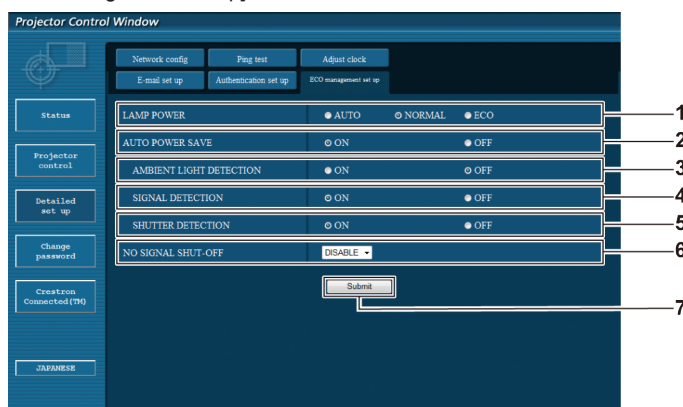 Projector Control Window
Network config Ping test Adjust clock
E-mail set up Authentication set up ECO management set up
Status
Projector control
Detailed set up
Change password
Crestron Connected(TM)
JAPANESE
LAMP POWER AUTO NORMAL ECO 1
AUTO POWER SAVE ON OFF 2
AMBIENT LIGHT DETECTION ON OFF 3
SIGNAL DETECTION ON OFF 4
SHUTTER DETECTION ON OFF 5
NO SIGNAL SHUT-OFF DISABLE 6
Submit 7